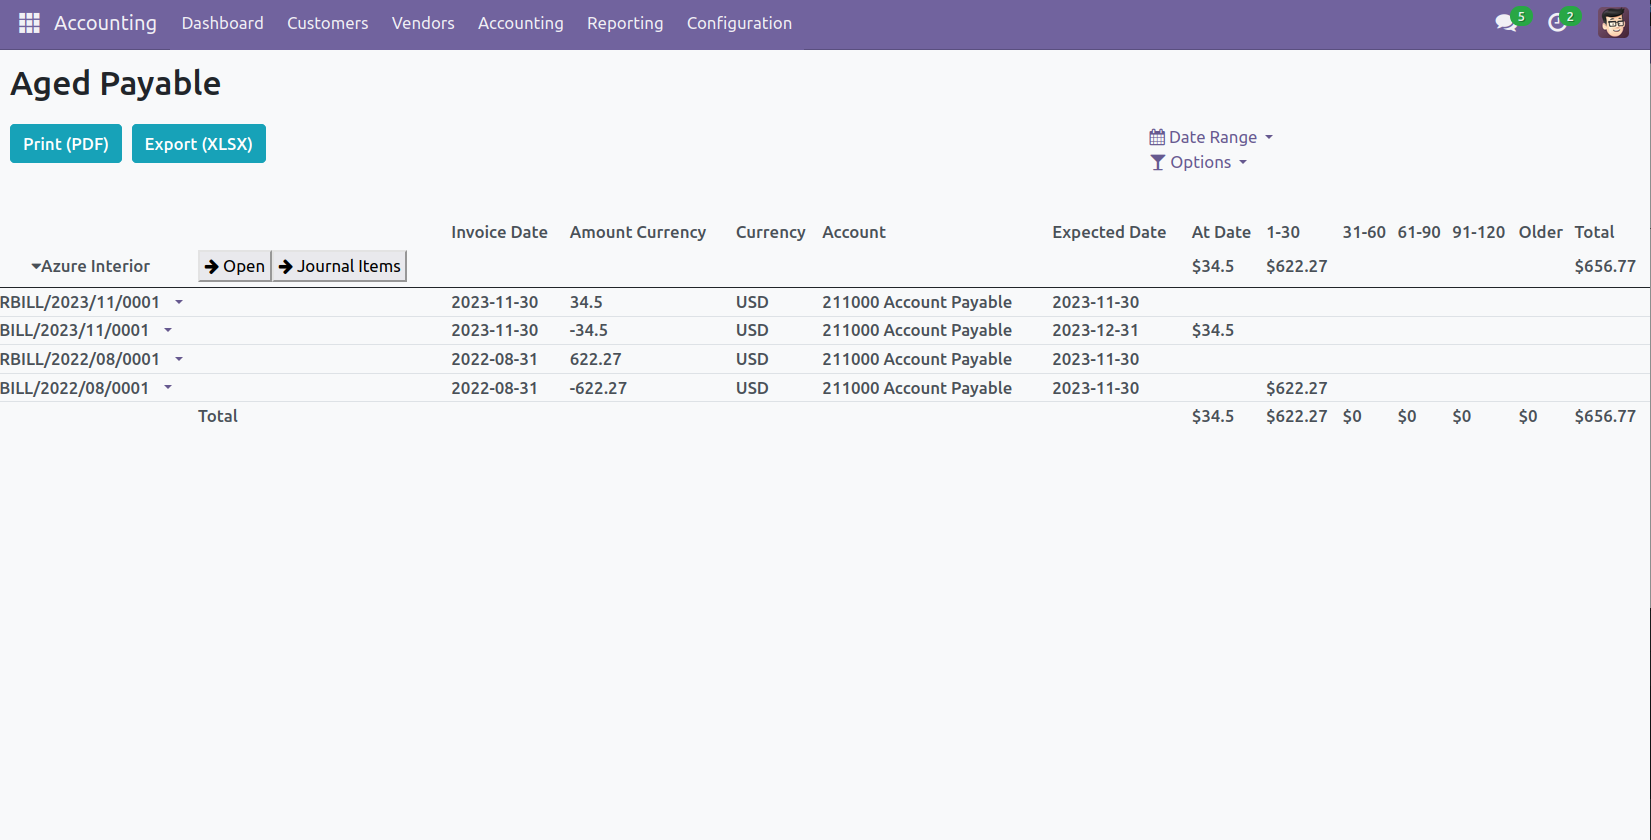 Accounting Dashboard Customers Vendors Accounting Reporting Configuration 5 2
Aged Payable
Print (PDF) Export (XLSX)
Date Range
Options
Invoice Date Amount Currency Currency Account Expected Date At Date 1-30 31-60 61-90 91-120 Older Total
Azure Interior Open Journal Items $34.5 $622.27 $656.77
RBILL/2023/11/0001 2023-11-30 34.5 USD 211000 Account Payable 2023-11-30
BILL/2023/11/0001 2023-11-30 -34.5 USD 211000 Account Payable 2023-12-31 $34.5
RBILL/2022/08/0001 2022-08-31 622.27 USD 211000 Account Payable 2023-11-30
BILL/2022/08/0001 2022-08-31 -622.27 USD 211000 Account Payable 2023-11-30 $622.27
Total $34.5 $622.27 $0 $0 $0 $0 $656.77